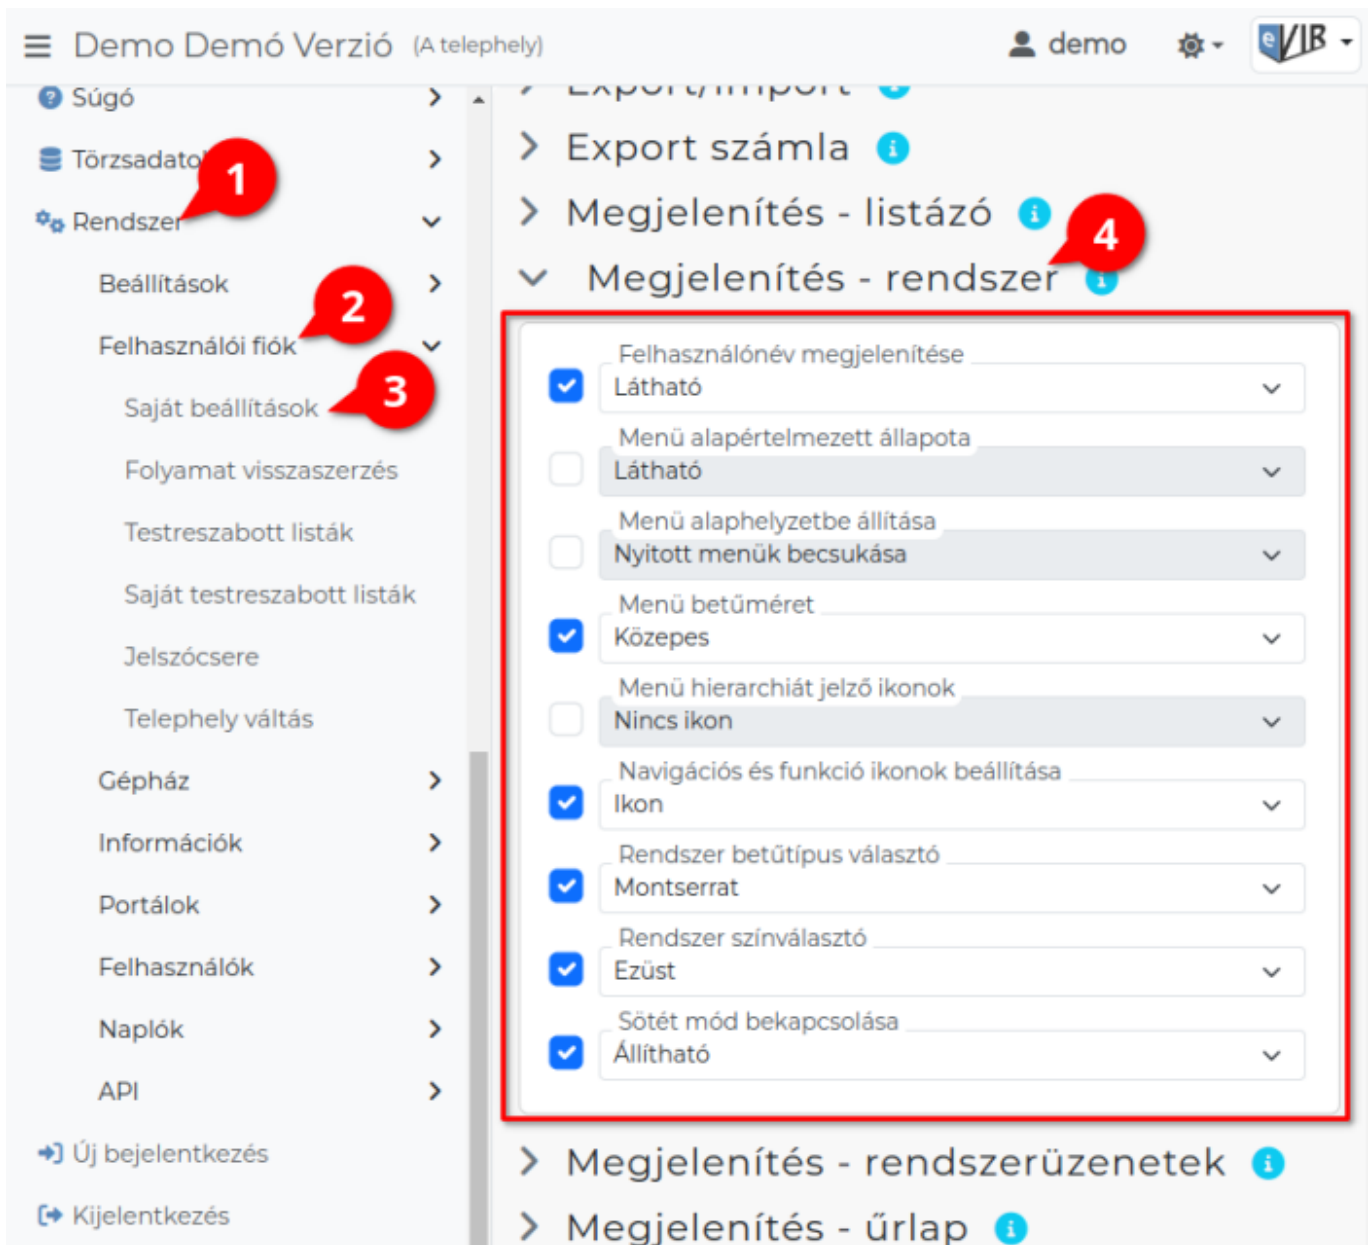 Demo Demó Verzió (A telephely)
demo
eVIR
Súgó
Törzsadatok
1
Rendszer
Beállítások
2
Felhasználói fiók
3
Saját beállítások
Folyamat visszaszerzés
Testreszabott listák
Saját testreszabott listák
Jelszócsere
Telephely váltás
Gépház
Információk
Portálok
Felhasználók
Naplók
API
Új bejelentkezés
Kijelentkezés
Export/Import
Export számla
Megjelenítés - listázó
4
Megjelenítés - rendszer
Felhasználónév megjelenítése
Látható
Menü alapértelmezett állapota
Látható
Menü alaphelyzetbe állítása
Nyitott menük becsukása
Menü betűméret
Közepes
Menü hierarchiát jelző ikonok
Nincs ikon
Navigációs és funkció ikonok beállítása
Ikon
Rendszer betűtípus választó
Montserrat
Rendszer színválasztó
Ezüst
Sötét mód bekapcsolása
Állítható
Megjelenítés - rendszerüzenetek
Megjelenítés - űrlap